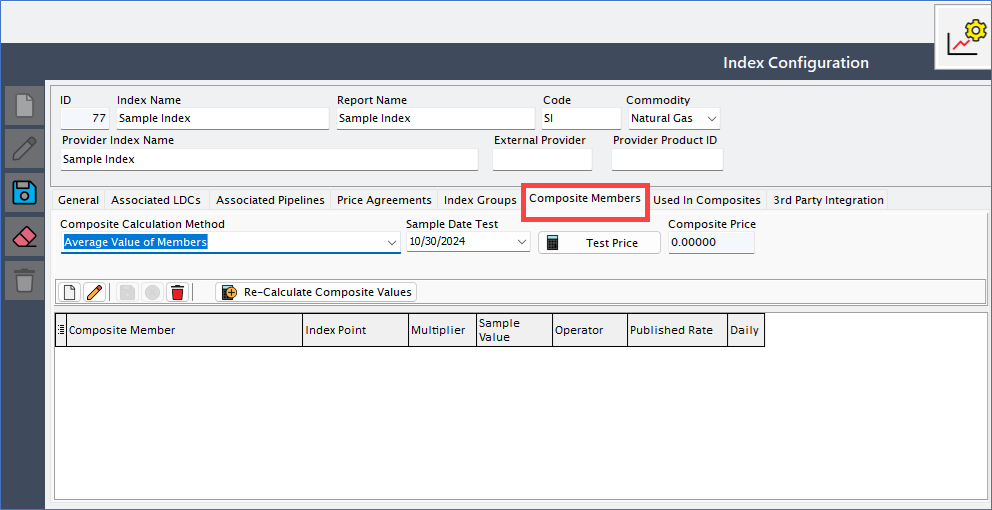 Index Configuration
ID Index Name Report Name Code Commodity
77 Sample Index Sample Index SI Natural Gas
Provider Index Name External Provider Provider Product ID
Sample Index
General Associated LDCs Associated Pipelines Price Agreements Index Groups Composite Members Used In Composites 3rd Party Integration
Composite Calculation Method Sample Date Test Composite Price
Average Value of Members 10/30/2024 Test Price 0.00000
Re-Calculate Composite Values
Composite Member Index Point Multiplier Sample Value Operator Published Rate Daily